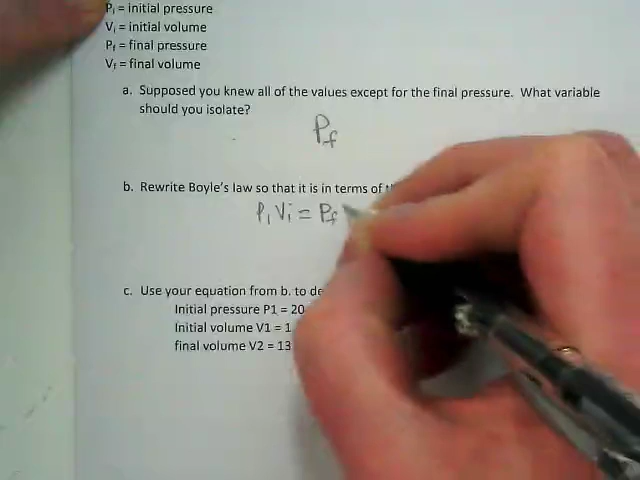 Pi = initial pressure
Vi = initial volume
Pf = final pressure
Vf = final volume
a. Supposed you knew all of the values except for the final pressure. What variable
should you isolate?
Pf
b. Rewrite Boyle's law so that it is in terms of
PiVi = Pf
c. Use your equation from b. to
Initial pressure P1 = 20
Initial volume V1 = 1
final volume V2 = 13